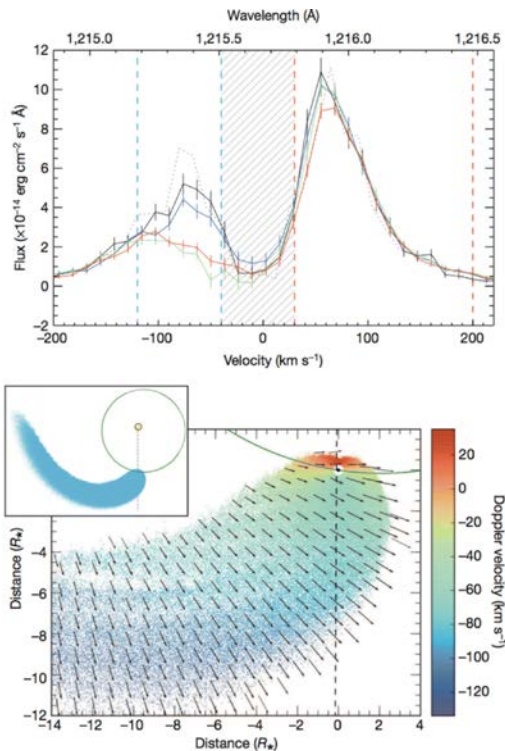 Wavelength (Å)
1,215.0 1,215.5 1,216.0 1,216.5
12
10
8
6
4
2
0
−2
Flux (×10⁻¹⁴ erg cm⁻² s⁻¹ Å)
−200 −100 0 100 200
Velocity (km s⁻¹)
−4
−6
−8
−10
−12
Distance (R★)
−14 −12 −10 −8 −6 −4 −2 0 2 4
Distance (R★)
20
0
−20
−40
−60
−80
−100
−120
Doppler velocity
(km s⁻¹)